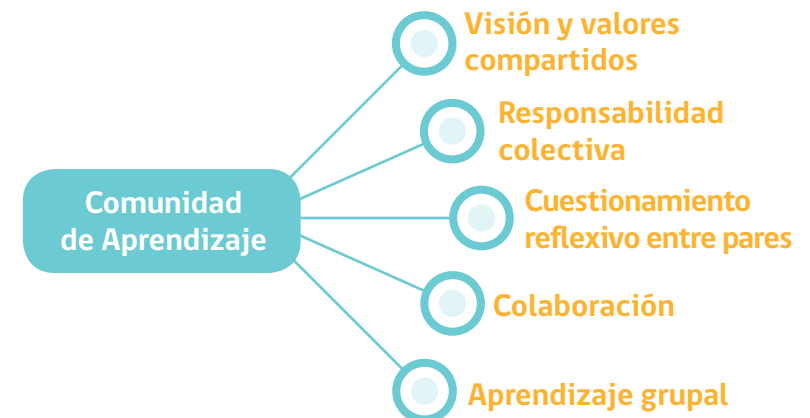 Visión y valores
compartidos
Responsabilidad
colectiva
Comunidad
de Aprendizaje
Cuestionamiento
reflexivo entre pares
Colaboración
Aprendizaje grupal